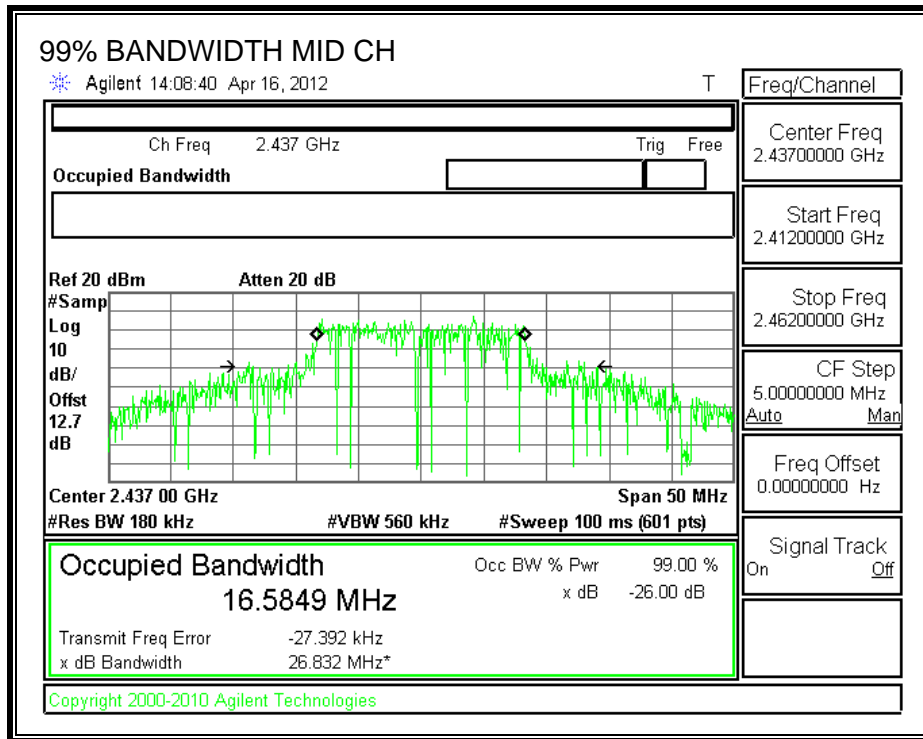 99% BANDWIDTH MID CH
Agilent 14:08:40 Apr 16, 2012 T
Freq/Channel
Ch Freq 2.437 GHz Trig Free
Occupied Bandwidth
Center Freq
2.43700000 GHz
Start Freq
2.41200000 GHz
Stop Freq
2.46200000 GHz
CF Step
5.00000000 MHz
Auto Man
Freq Offset
0.00000000 Hz
Signal Track
On Off
Ref 20 dBm Atten 20 dB
#Samp
Log
10
dB/
Offst
12.7
dB
Center 2.437 00 GHz Span 50 MHz
#Res BW 180 kHz #VBW 560 kHz #Sweep 100 ms (601 pts)
Occupied Bandwidth Occ BW % Pwr 99.00 %
16.5849 MHz x dB -26.00 dB
Transmit Freq Error -27.392 kHz
x dB Bandwidth 26.832 MHz*
Copyright 2000-2010 Agilent Technologies